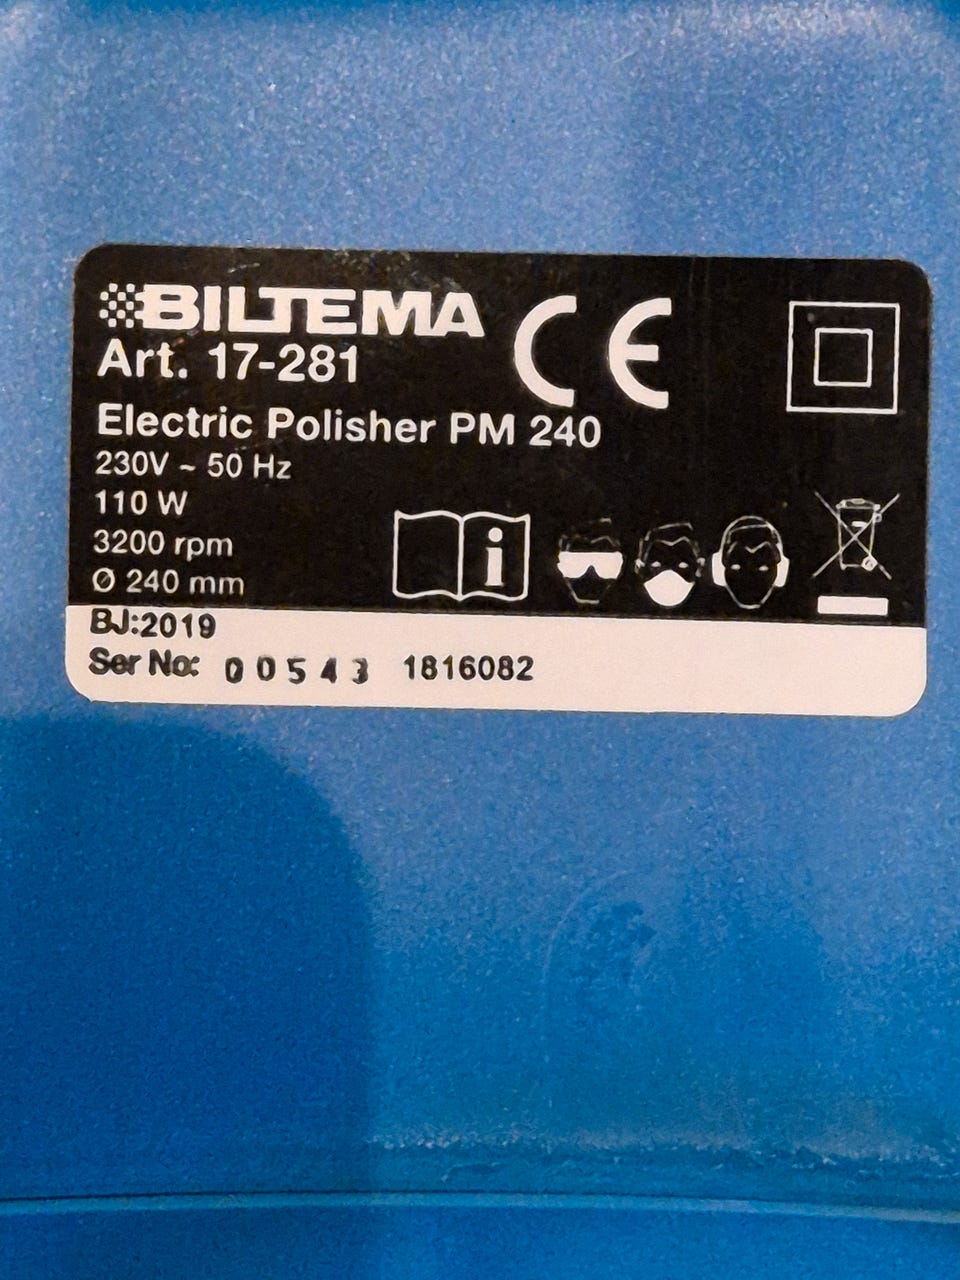 BILTEMA
Art. 17-281
CE
Electric Polisher PM 240
230V ~ 50 Hz
110 W
3200 rpm
Ø 240 mm
i
BJ:2019
Ser No: 00543 1816082